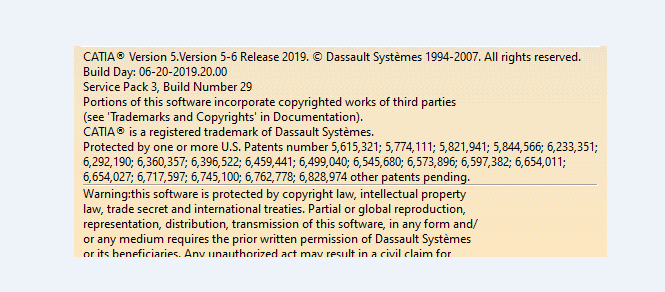 CATIA® Version 5.Version 5-6 Release 2019. © Dassault Systèmes 1994-2007. All rights reserved.
Build Day: 06-20-2019.20.00
Service Pack 3, Build Number 29
Portions of this software incorporate copyrighted works of third parties
(see 'Trademarks and Copyrights' in Documentation).
CATIA® is a registered trademark of Dassault Systèmes.
Protected by one or more U.S. Patents number 5,615,321; 5,774,111; 5,821,941; 5,844,566; 6,233,351;
6,292,190; 6,360,357; 6,396,522; 6,459,441; 6,499,040; 6,545,680; 6,573,896; 6,597,382; 6,654,011;
6,654,027; 6,717,597; 6,745,100; 6,762,778; 6,828,974 other patents pending.
Warning:this software is protected by copyright law, intellectual property
law, trade secret and international treaties. Partial or global reproduction,
representation, distribution, transmission of this software, in any form and/
or any medium requires the prior written permission of Dassault Systèmes
or its beneficiaries. Any unauthorized act may result in a civil claim for